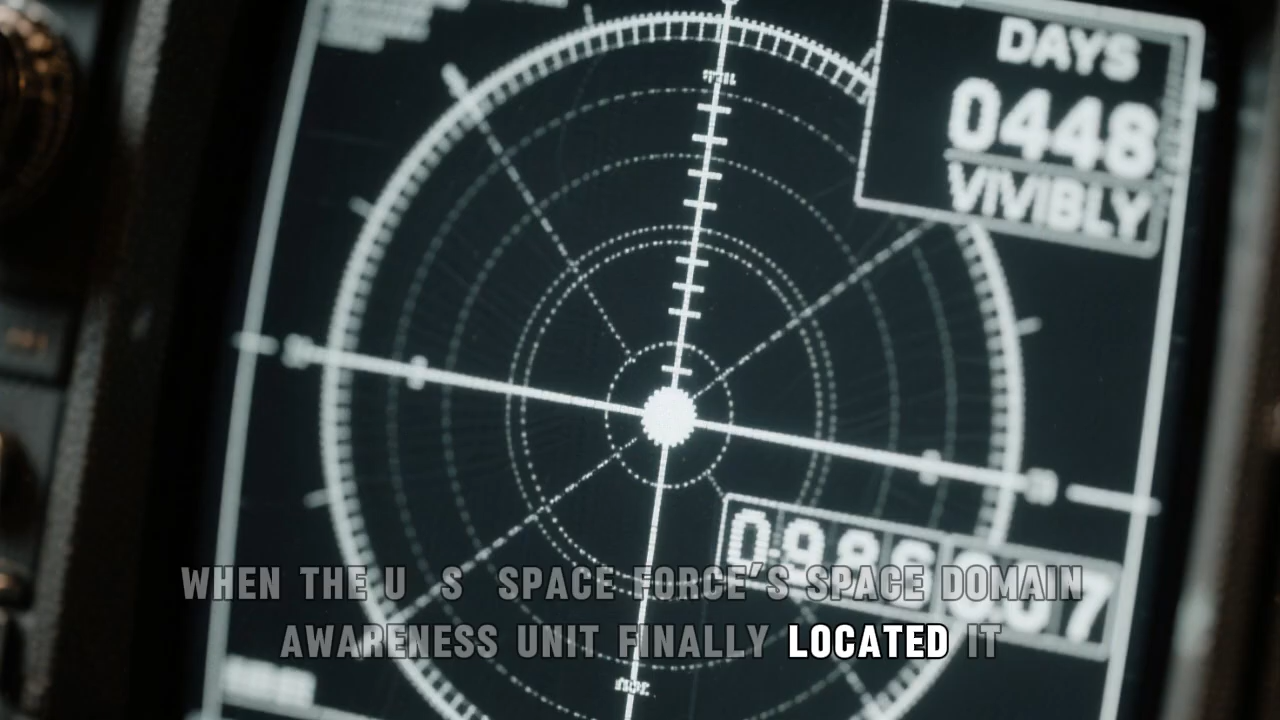 DAYS
0448
VIVIBLY
WHEN THE U S SPACE FORCE'S SPACE DOMAIN
AWARENESS UNIT FINALLY LOCATED IT